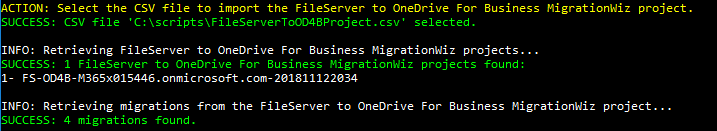 ACTION: Select the CSV file to import the FileServer to OneDrive For Business MigrationWiz project.
SUCCESS: CSV file 'C:\scripts\FileServerToOD4BProject.csv' selected.
INFO: Retrieving FileServer to OneDrive For Business MigrationWiz projects...
SUCCESS: 1 FileServer to OneDrive For Business MigrationWiz projects found:
1- FS-OD4B-M365x015446.onmicrosoft.com-201811122034
INFO: Retrieving migrations from the FileServer to OneDrive For Business MigrationWiz project...
SUCCESS: 4 migrations found.